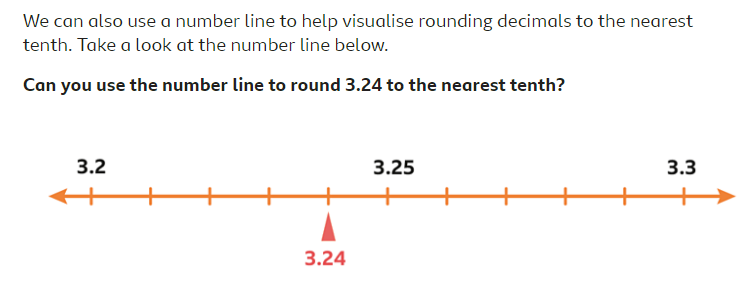 We can also use a number line to help visualise rounding decimals to the nearest
tenth. Take a look at the number line below.
Can you use the number line to round 3.24 to the nearest tenth?
3.2 3.25 3.3
3.24